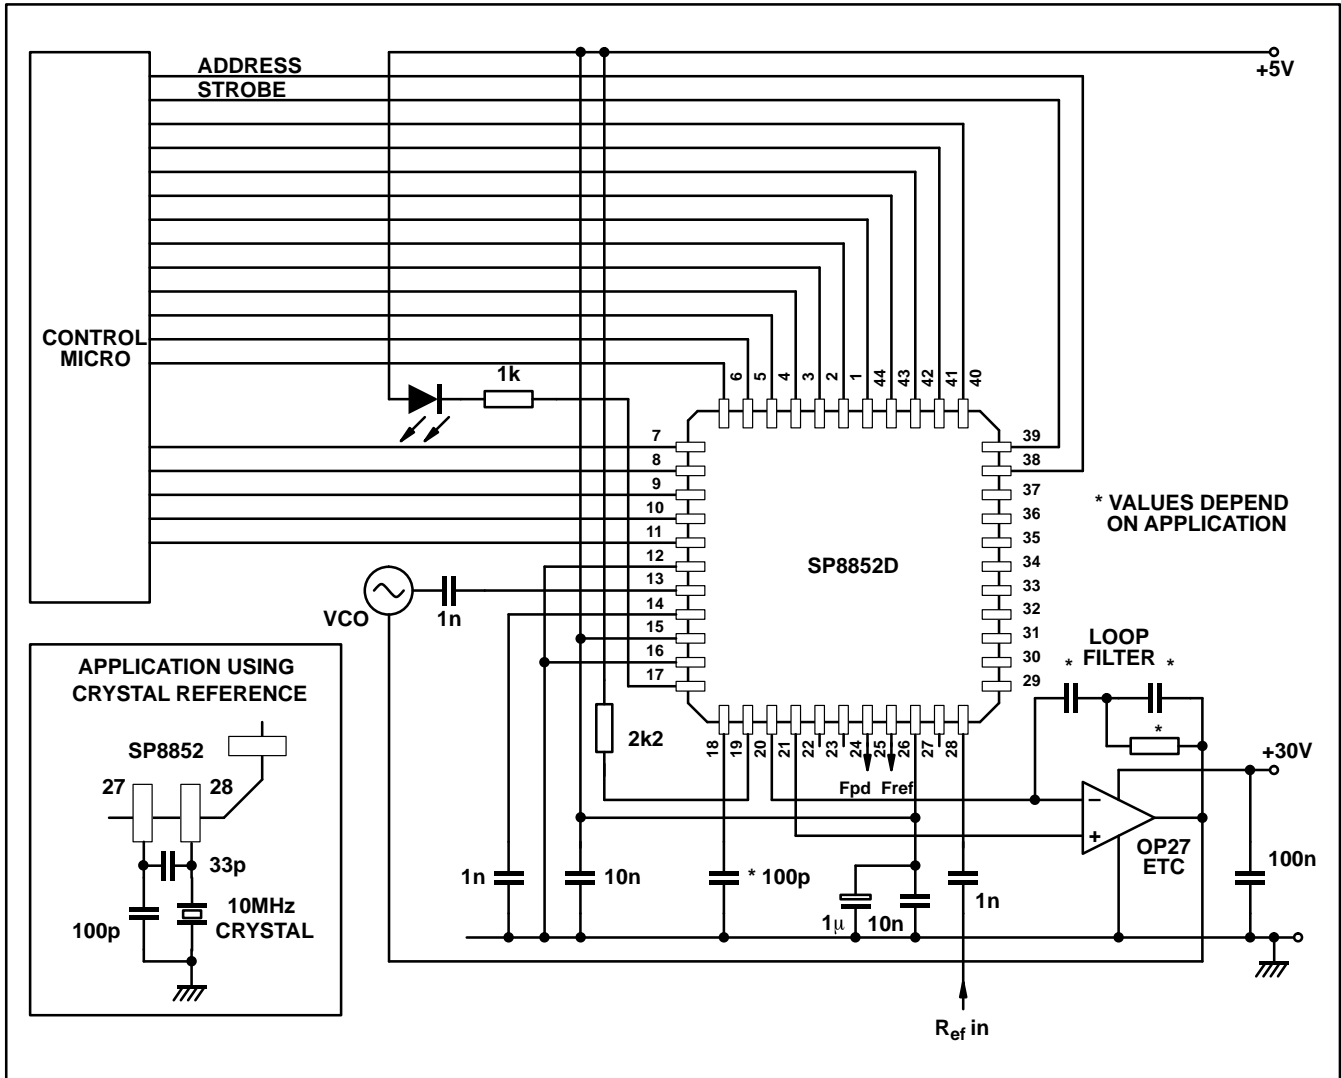 ADDRESS
STROBE
+5V
CONTROL
MICRO
1k
6 5 4 3 2 1 44 43 42 41 40
7
8
9
10
11
12
13
14
15
16
17
39
38
37
36
35
34
33
32
31
30
29
* VALUES DEPEND
ON APPLICATION
SP8852D
VCO
1n
LOOP
FILTER
* *
*
2k2
18 19 20 21 22 23 24 25 26 27 28
Fpd Fref
+30V
−
+
OP27
ETC
100n
1n
10n
* 100p
1µ
10n
1n
Ref in
APPLICATION USING
CRYSTAL REFERENCE
SP8852
27 28
33p
100p
10MHz
CRYSTAL